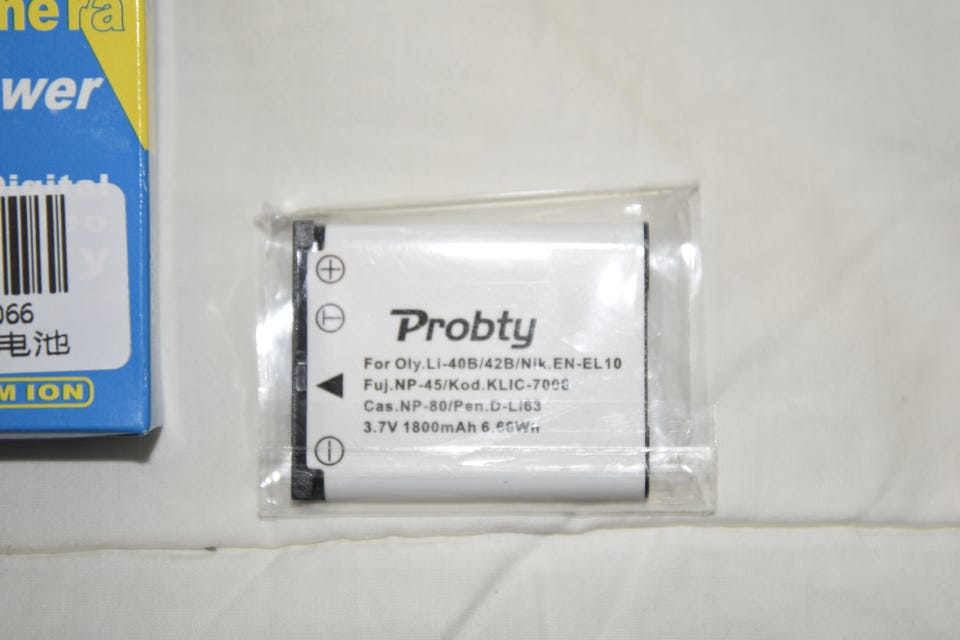 wer
Digital
066
电池
M ION
+
T
Probty
For Oly.Li-40B/42B/Nik.EN-EL10
Fuj.NP-45/Kod.KLIC-7006
Cas.NP-80/Pen.D-Li63
3.7V 1800mAh 6.66Wh
-